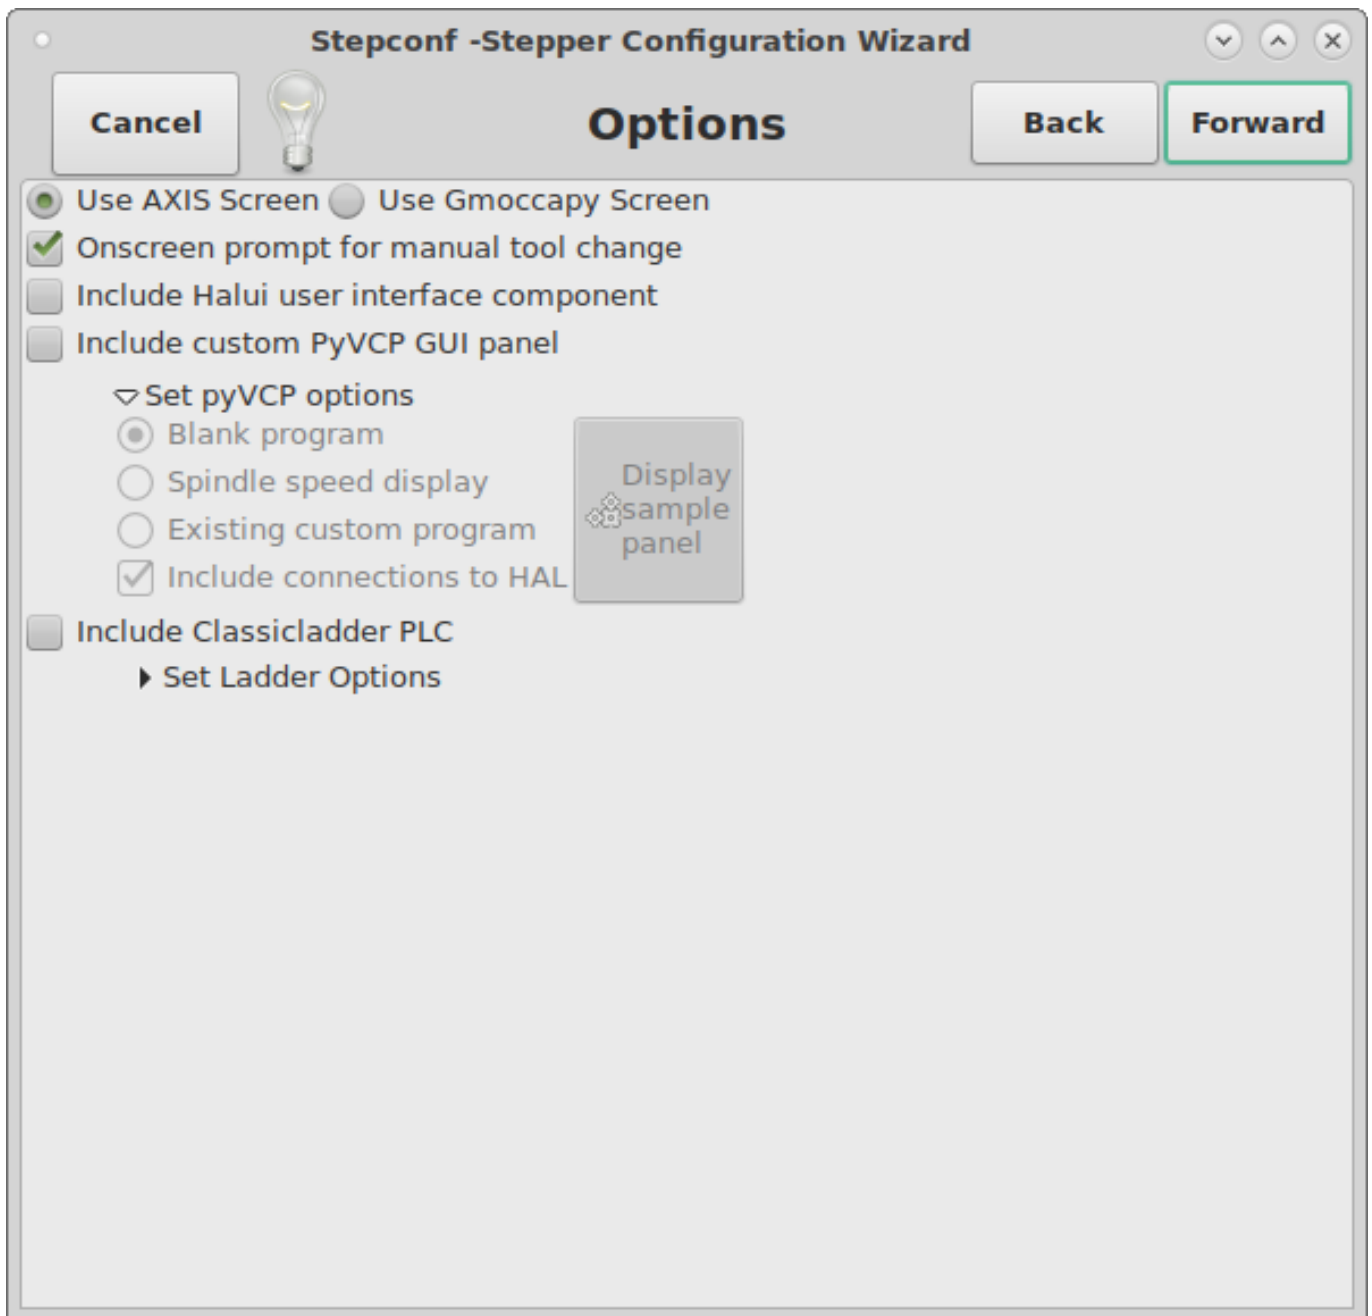 Stepconf -Stepper Configuration Wizard
Cancel
Options
Back
Forward
Use AXIS Screen
Use Gmoccapy Screen
Onscreen prompt for manual tool change
Include Halui user interface component
Include custom PyVCP GUI panel
Set pyVCP options
Blank program
Spindle speed display
Existing custom program
Include connections to HAL
Display
sample
panel
Include Classicladder PLC
Set Ladder Options